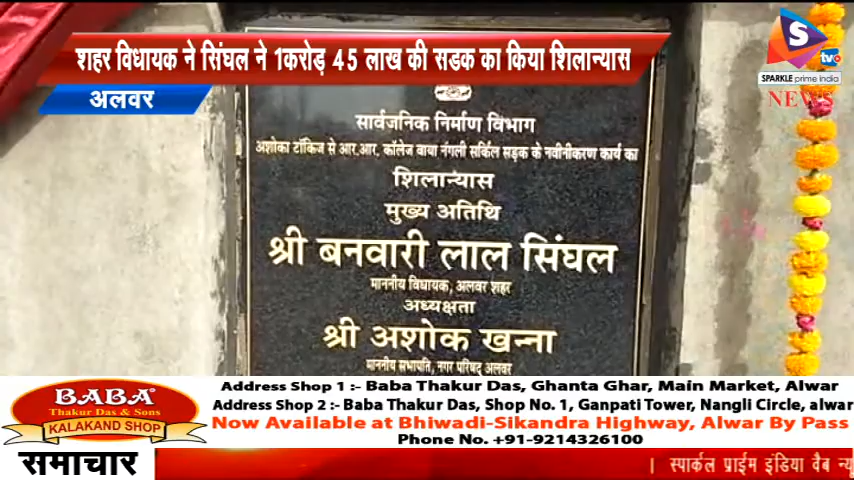 शहर विधायक ने सिंघल ने 1करोड़ 45 लाख की सडक का किया शिलान्यास
अलवर
S
tv
SPARKLE prime INDIA
NEWS
सार्वजनिक निर्माण विभाग
अशोका टॉकिज से आर.आर. कॉलेज वाया नंगली सर्किल सड़क के नवीनीकरण कार्य का
शिलान्यास
मुख्य अतिथि
श्री बनवारी लाल सिंघल
माननीय विधायक, अलवर शहर
अध्यक्षता
श्री अशोक खन्ना
माननीय सभापति, नगर परिषद् अलवर
BABA
Thakur Das & Sons
KALAKAND SHOP
Address Shop 1 :- Baba Thakur Das, Ghanta Ghar, Main Market, Alwar
Address Shop 2 :- Baba Thakur Das, Shop No. 1, Ganpati Tower, Nangli Circle, alwar
Now Available at Bhiwadi-Sikandra Highway, Alwar By Pass
Phone No. +91-9214326100
समाचार
| स्पार्कल प्राईम इंडिया वैब न्यू